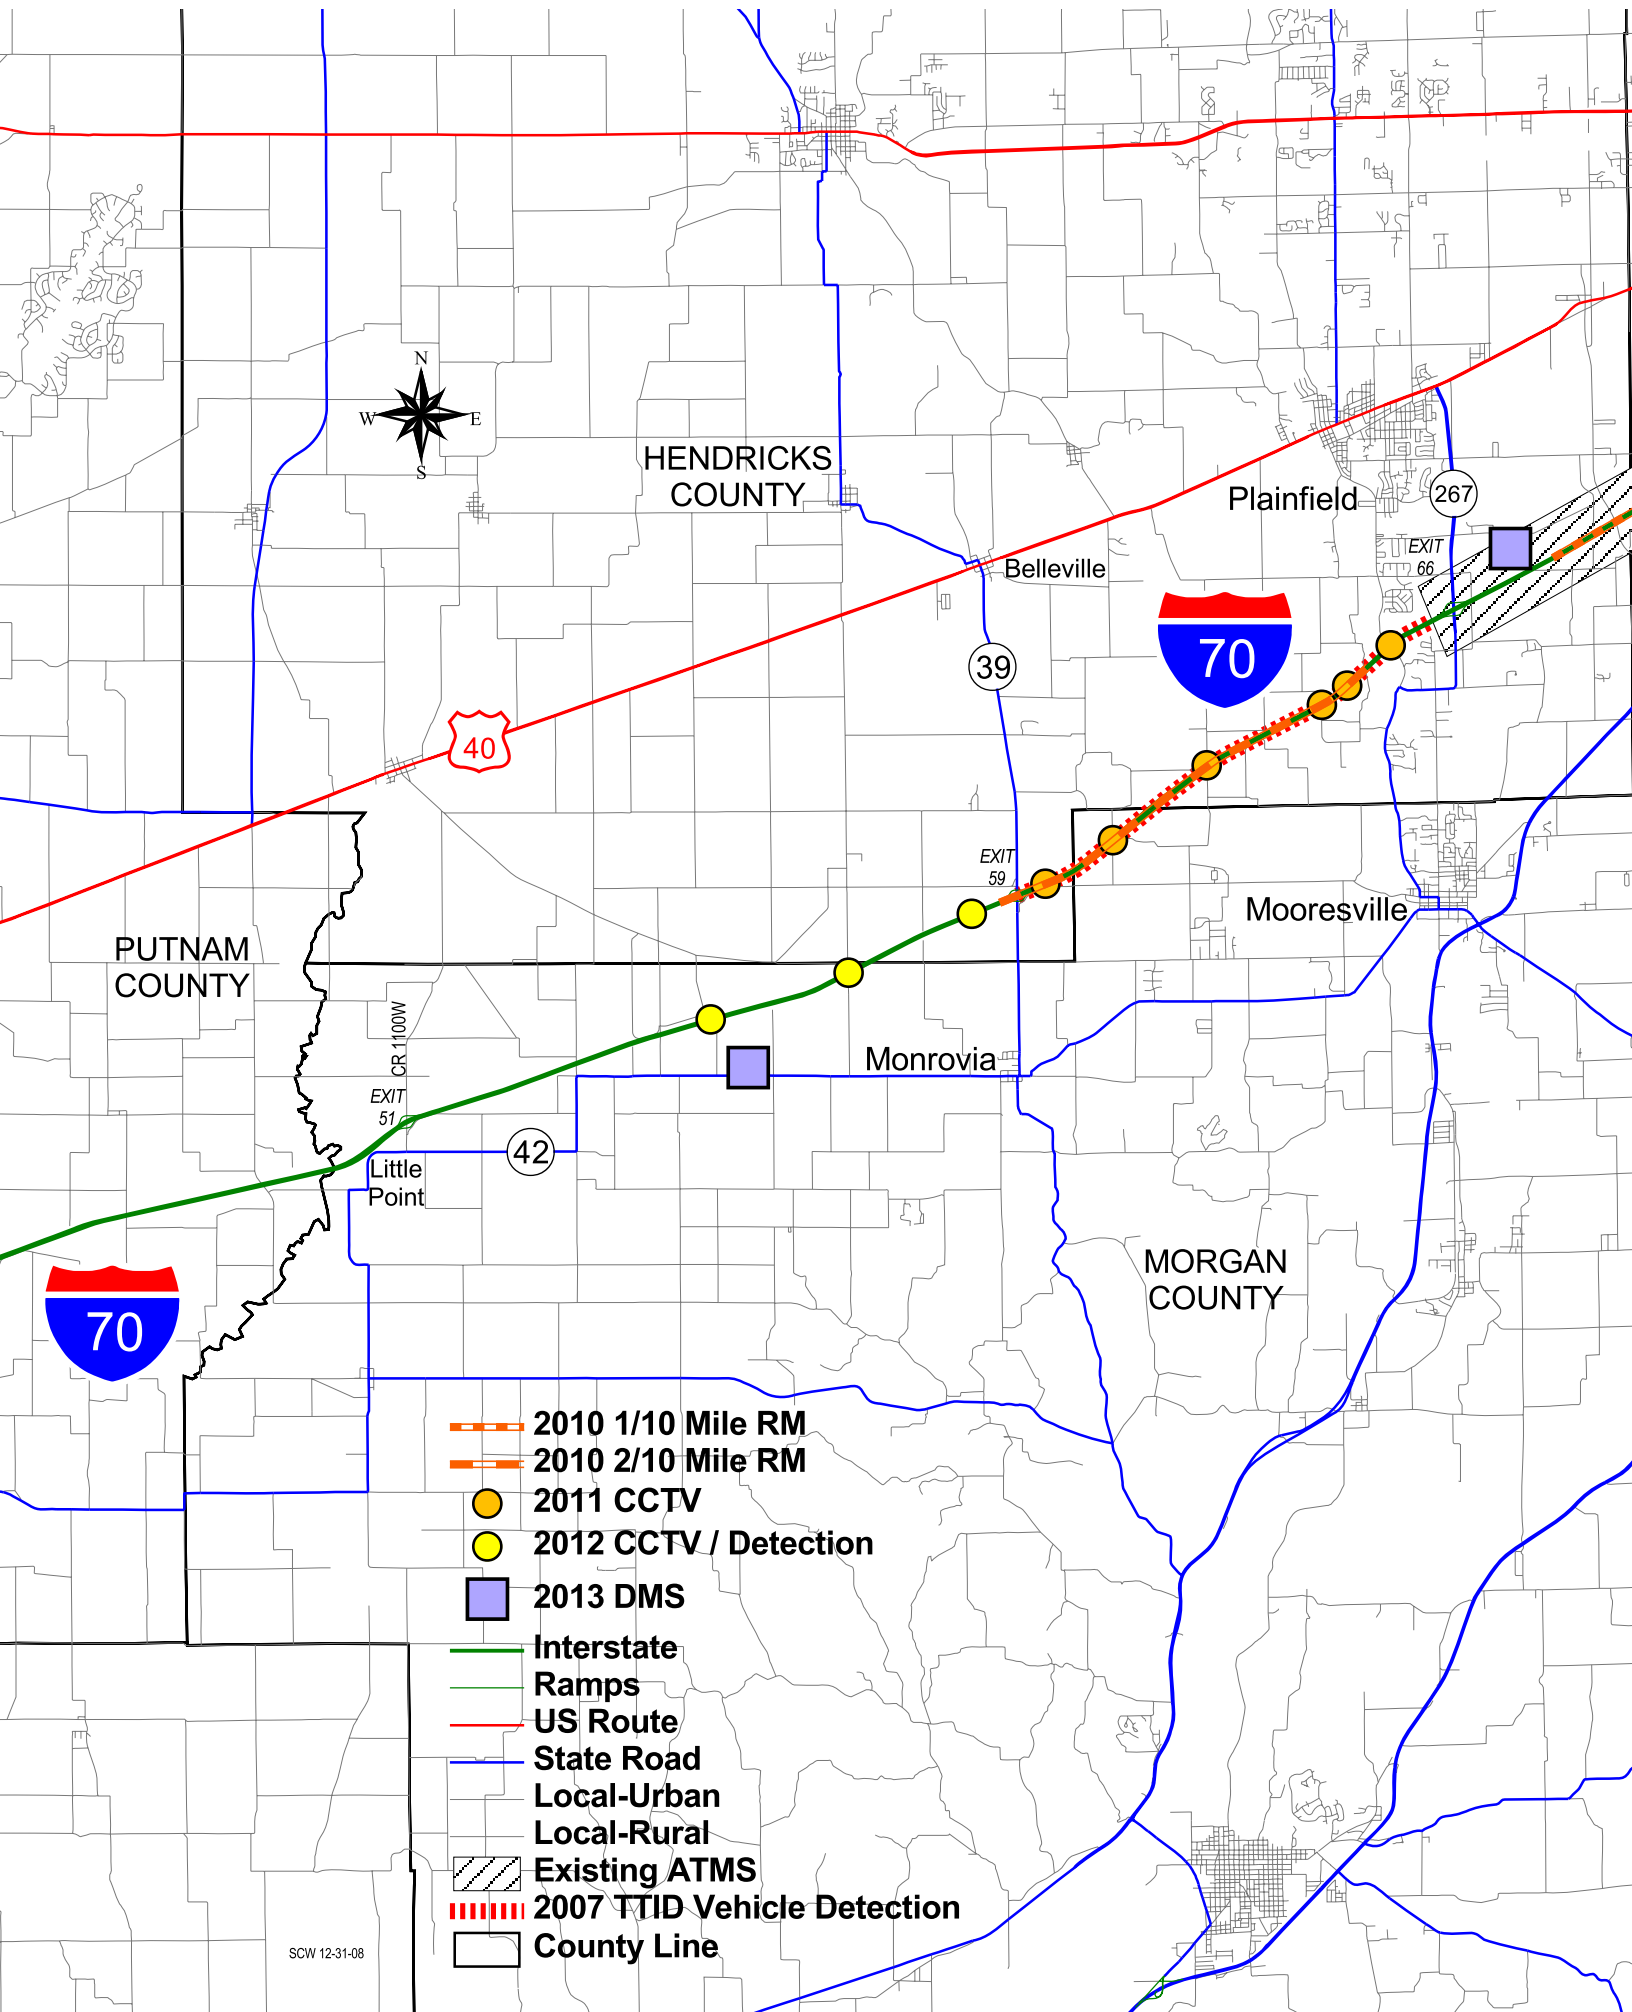 N
W E
S
HENDRICKS
COUNTY
Plainfield
267
EXIT
66
Belleville
70
39
40
EXIT
59
Mooresville
PUTNAM
COUNTY
CR 1100W
Monrovia
EXIT
51
42
Little
Point
MORGAN
COUNTY
70
2010 1/10 Mile RM
2010 2/10 Mile RM
2011 CCTV
2012 CCTV / Detection
2013 DMS
Interstate
Ramps
US Route
State Road
Local-Urban
Local-Rural
Existing ATMS
2007 TTID Vehicle Detection
County Line
SCW 12-31-08